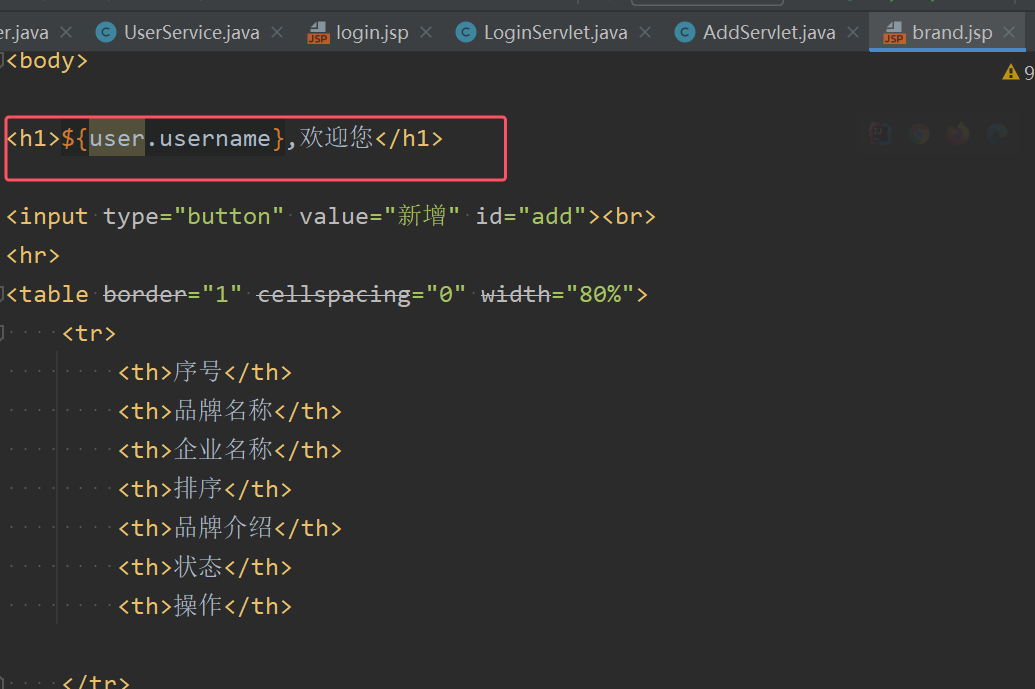 er.java UserService.java login.jsp LoginServlet.java AddServlet.java brand.jsp
<body>
9
<h1>${user.username},欢迎您</h1>
<input type="button" value="新增" id="add"><br>
<hr>
<table border="1" cellspacing="0" width="80%">
<tr>
<th>序号</th>
<th>品牌名称</th>
<th>企业名称</th>
<th>排序</th>
<th>品牌介绍</th>
<th>状态</th>
<th>操作</th>
</tr>